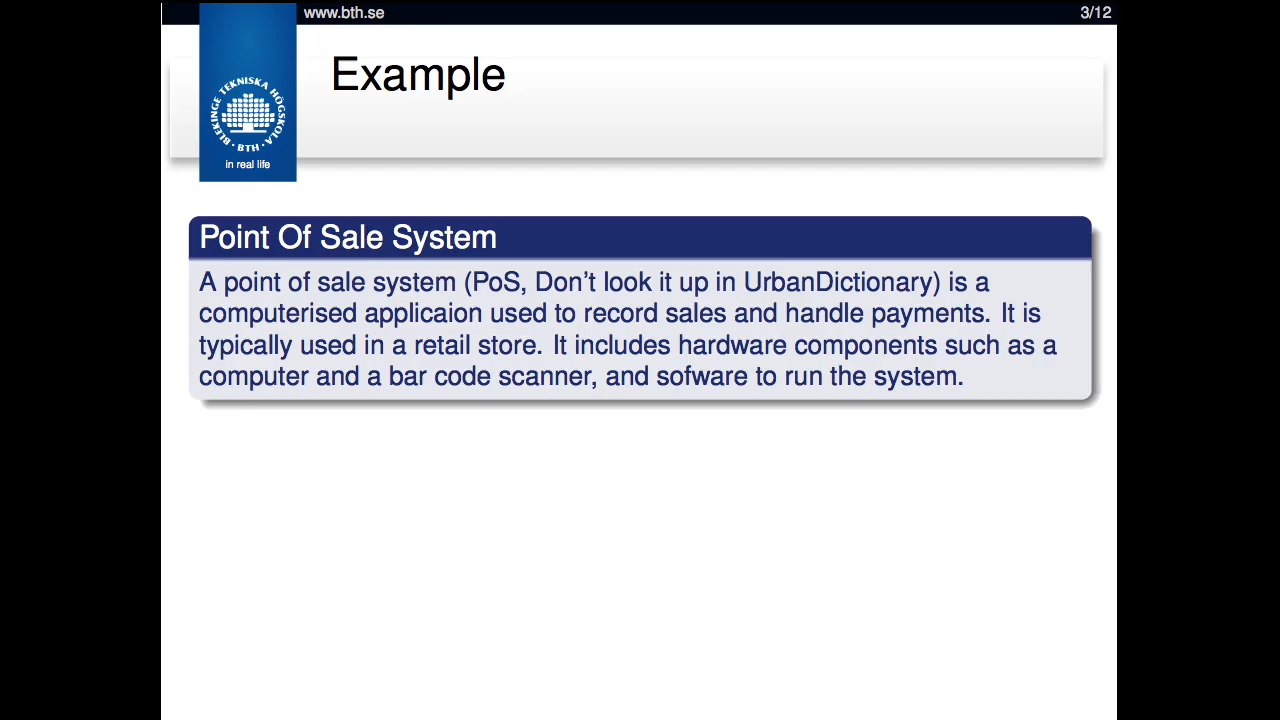 www.bth.se
3/12
Example
BLEKINGE TEKNISKA HÖGSKOLA
· BTH ·
in real life
Point Of Sale System
A point of sale system (PoS, Don't look it up in UrbanDictionary) is a
computerised applicaion used to record sales and handle payments. It is
typically used in a retail store. It includes hardware components such as a
computer and a bar code scanner, and sofware to run the system.